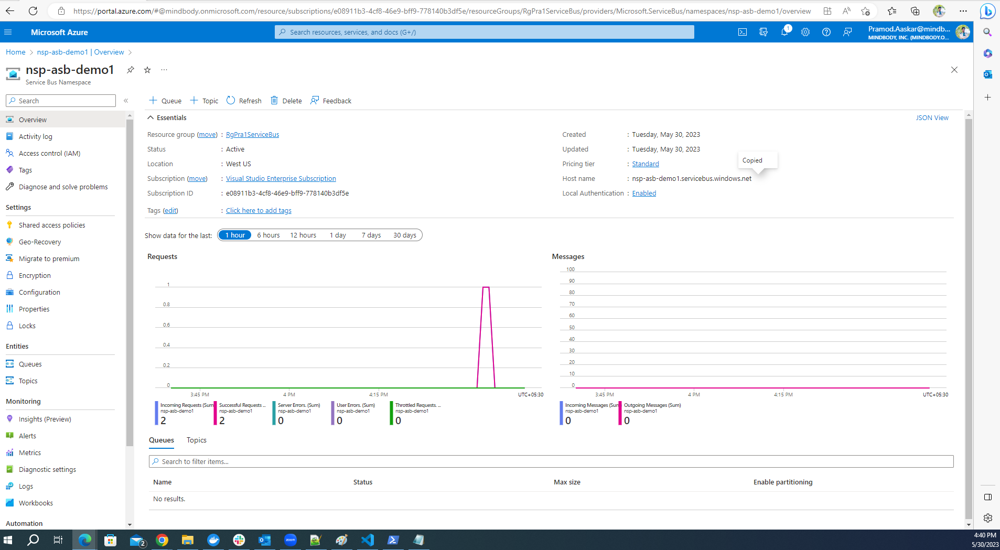 https://portal.azure.com/#@mindbody.onmicrosoft.com/resource/subscriptions/e08911b3-4cf8-46e9-bff9-778140b3df5e/resourceGroups/RgPra1ServiceBus/providers/Microsoft.ServiceBus/namespaces/nsp-asb-demo1/overview
Microsoft Azure
Search resources, services, and docs (G+/)
1
Pramod.Aaskar@mindb...
MINDBODY, INC. (MINDBODY.O...
Home > nsp-asb-demo1 | Overview >
nsp-asb-demo1
Service Bus Namespace
Search
Queue
Topic
Refresh
Delete
Feedback
Overview
Activity log
Access control (IAM)
Tags
Diagnose and solve problems
Settings
Shared access policies
Geo-Recovery
Migrate to premium
Encryption
Configuration
Properties
Locks
Entities
Queues
Topics
Monitoring
Insights (Preview)
Alerts
Metrics
Diagnostic settings
Logs
Workbooks
Automation
Essentials
JSON View
Resource group (move) : RgPra1ServiceBus
Status : Active
Location : West US
Subscription (move) : Visual Studio Enterprise Subscription
Subscription ID : e08911b3-4cf8-46e9-bff9-778140b3df5e
Tags (edit) : Click here to add tags
Created : Tuesday, May 30, 2023
Updated : Tuesday, May 30, 2023
Copied
Pricing tier : Standard
Host name : nsp-asb-demo1.servicebus.windows.net
Local Authentication : Enabled
Show data for the last: 1 hour 6 hours 12 hours 1 day 7 days 30 days
Requests
1
0.8
0.6
0.4
0.2
0
3:45 PM 4 PM 4:15 PM UTC+05:30
Incoming Requests (Sum
nsp-asb-demo1
2
Successful Requests ...
nsp-asb-demo1
2
Server Errors. (Sum)
nsp-asb-demo1
0
User Errors. (Sum)
nsp-asb-demo1
0
Throttled Requests. ...
nsp-asb-demo1
0
Messages
100
90
80
70
60
50
40
30
20
10
0
3:45 PM 4 PM 4:15 PM UTC+05:30
Incoming Messages (Sum
nsp-asb-demo1
0
Outgoing Messages (Sum)
nsp-asb-demo1
0
Queues Topics
Search to filter items...
Name Status Max size Enable partitioning
No results.
2
zoom
4:40 PM
5/30/2023